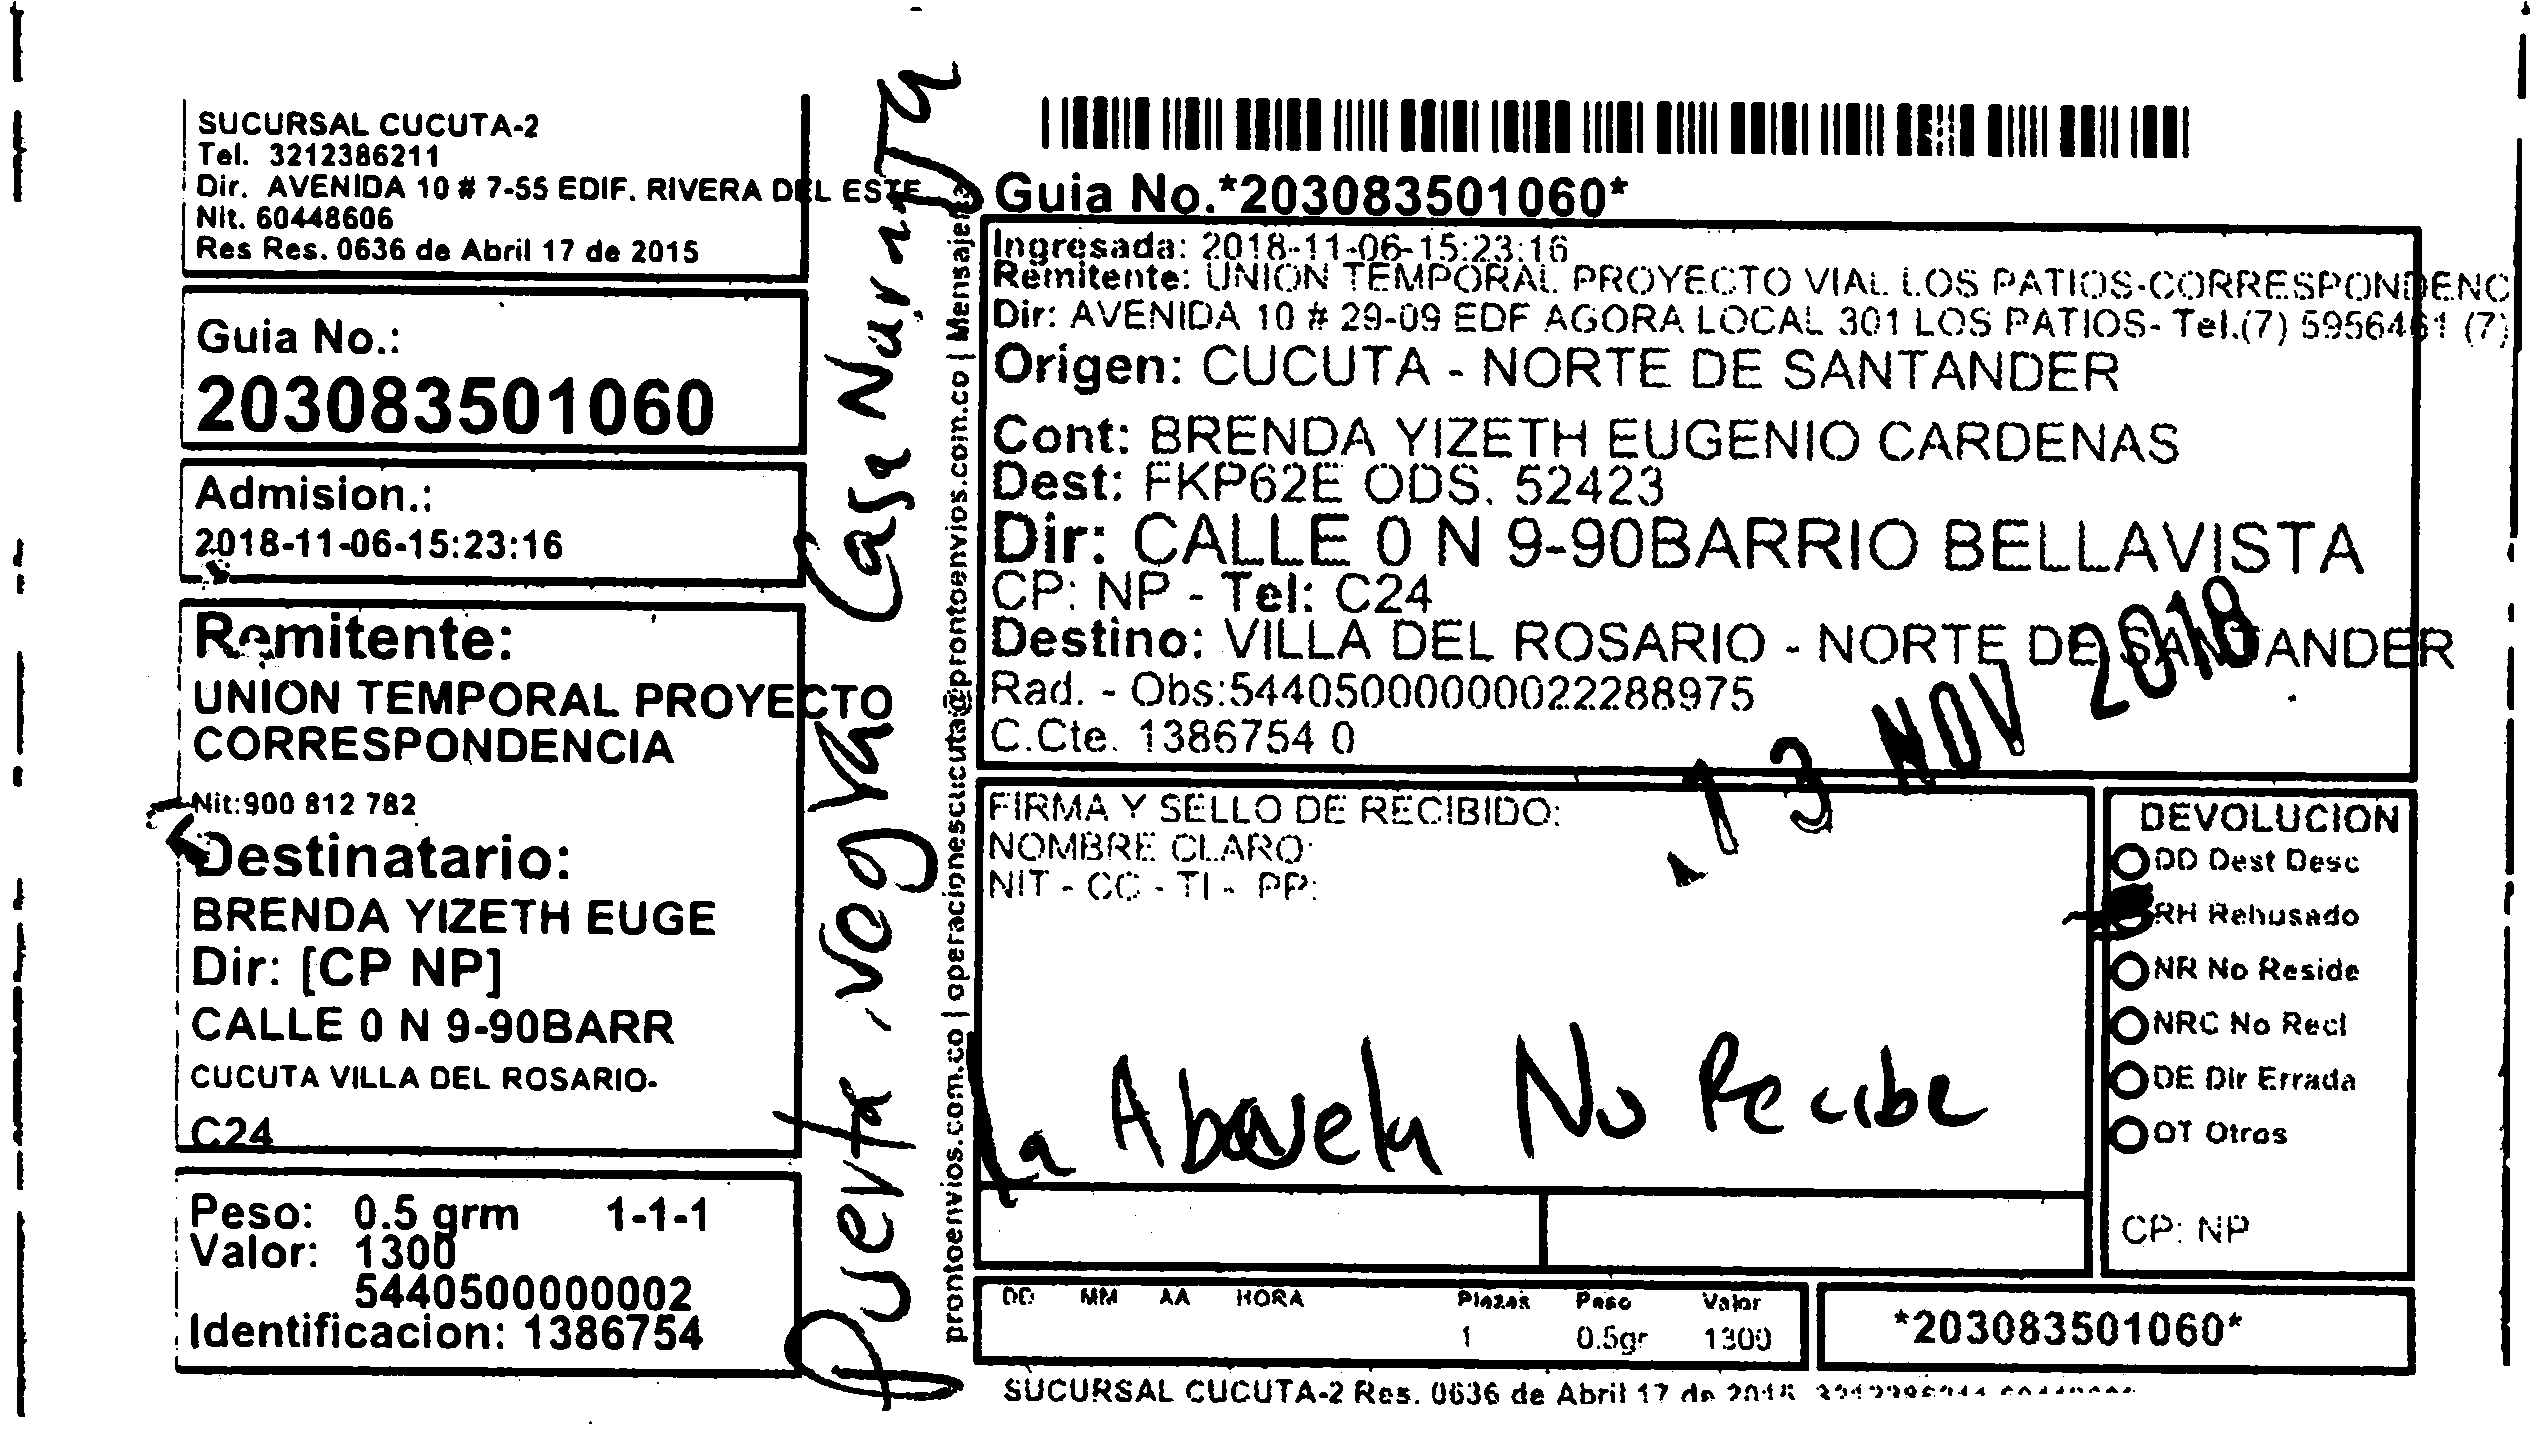 SUCURSAL CUCUTA-2
Tel. 3212386211
Dir. AVENIDA 10 # 7-55 EDIF. RIVERA DEL ESTE
Nit. 60448606
Res Res. 0636 de Abril 17 de 2015
Guia No.:
203083501060
Admision.:
2018-11-06-15:23:16
Remitente:
UNION TEMPORAL PROYECTO
CORRESPONDENCIA
Nit:900 812 782
Destinatario:
BRENDA YIZETH EUGE
Dir: [CP NP]
CALLE 0 N 9-90BARR
CUCUTA VILLA DEL ROSARIO-
C24
Peso: 0.5 grm 1-1-1
Valor: 1300
5440500000002
Identificacion: 1386754
Puerta Casa Naranja
prontoenvios.com.co | operacionescucuta@prontoenvios.com.co | Mensajeria
Guia No.*203083501060*
Ingresada: 2018-11-06-15:23:16
Remitente: UNION TEMPORAL PROYECTO VIAL LOS PATIOS-CORRESPONDENC
Dir: AVENIDA 10 # 29-09 EDF AGORA LOCAL 301 LOS PATIOS- Tel.(7) 5956461 (7)
Origen: CUCUTA - NORTE DE SANTANDER
Cont: BRENDA YIZETH EUGENIO CARDENAS
Dest: FKP62E ODS. 52423
Dir: CALLE 0 N 9-90BARRIO BELLAVISTA
CP: NP - Tel: C24
Destino: VILLA DEL ROSARIO - NORTE DE SANTANDER
Rad. - Obs:544050000000022288975
C.Cte. 1386754 0
13 NOV 2018
FIRMA Y SELLO DE RECIBIDO:
NOMBRE CLARO:
NIT - CC - TI - PP:
La Abuela No Recibe
DEVOLUCION
DD Dest Desc
RH Rehusado
NR No Reside
NRC No Recl
DE Dir Errada
OT Otros
CP: NP
DD MM AA HORA Piezas Peso Valor
1 0.5gr 1300
*203083501060*
SUCURSAL CUCUTA-2 Res. 0636 de Abril 17 de 2015